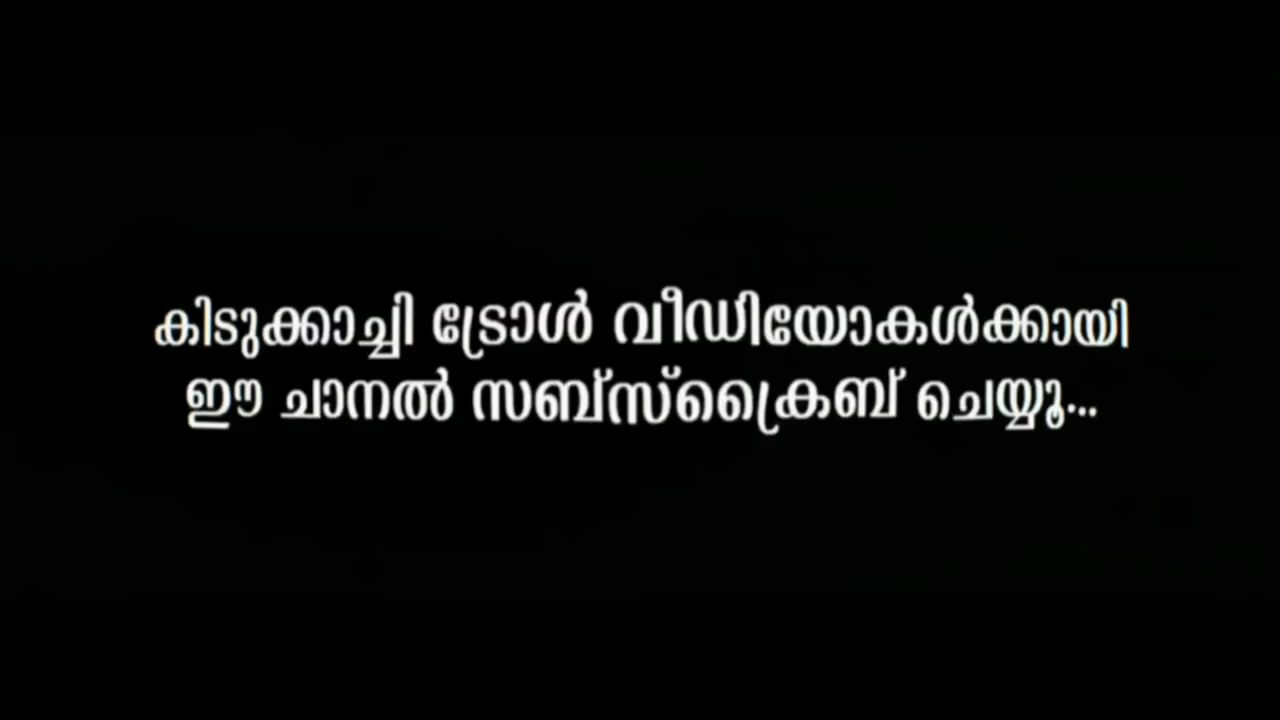 കിടുക്കാച്ചി ട്രോൾ വീഡിയോകൾക്കായി
ഈ ചാനൽ സബ്സ്ക്രൈബ് ചെയ്യൂ...